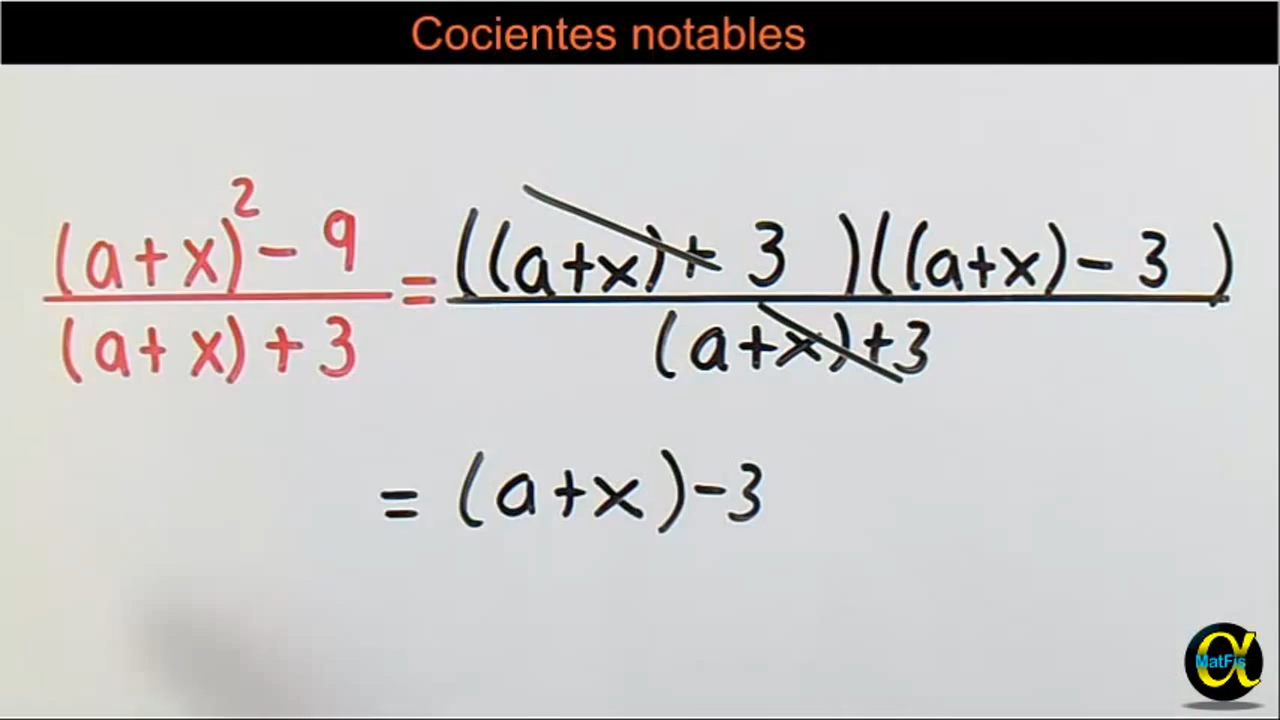 Cocientes notables
(a+x)²-9 / (a+x)+3 = ((a+x)+3)((a+x)-3) / (a+x)+3
= (a+x)-3
α
MatFis